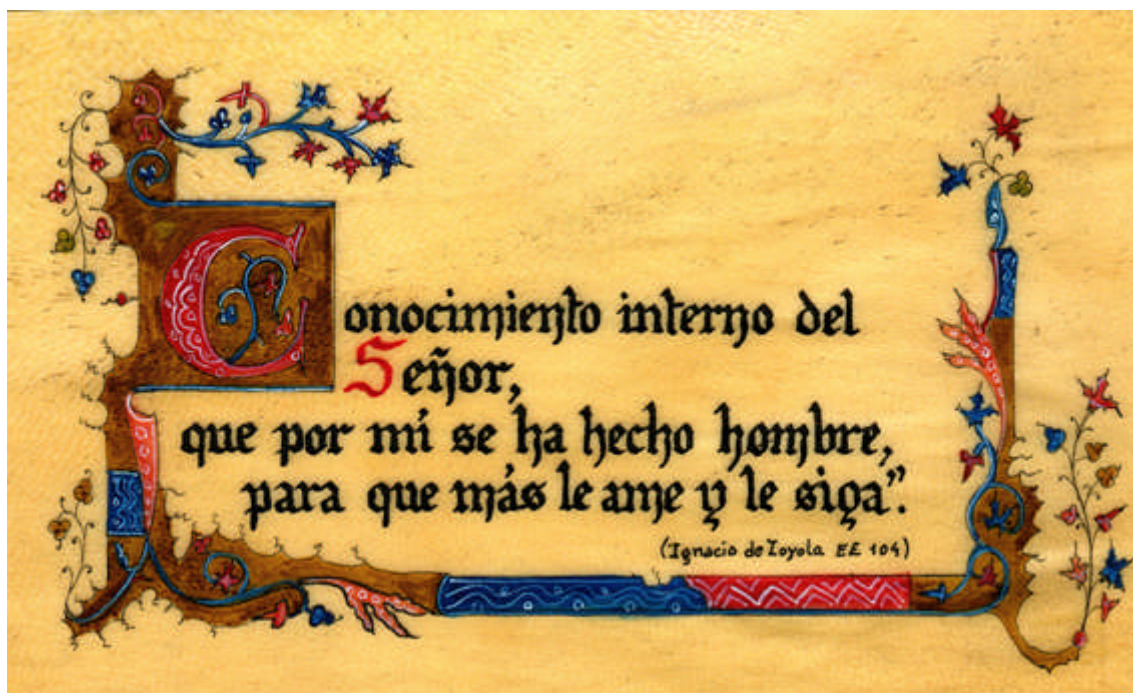 Conocimiento interno del
Señor,
que por mí se ha hecho hombre,
para que más le ame y le siga”.
(Ignacio de Loyola EE 104)